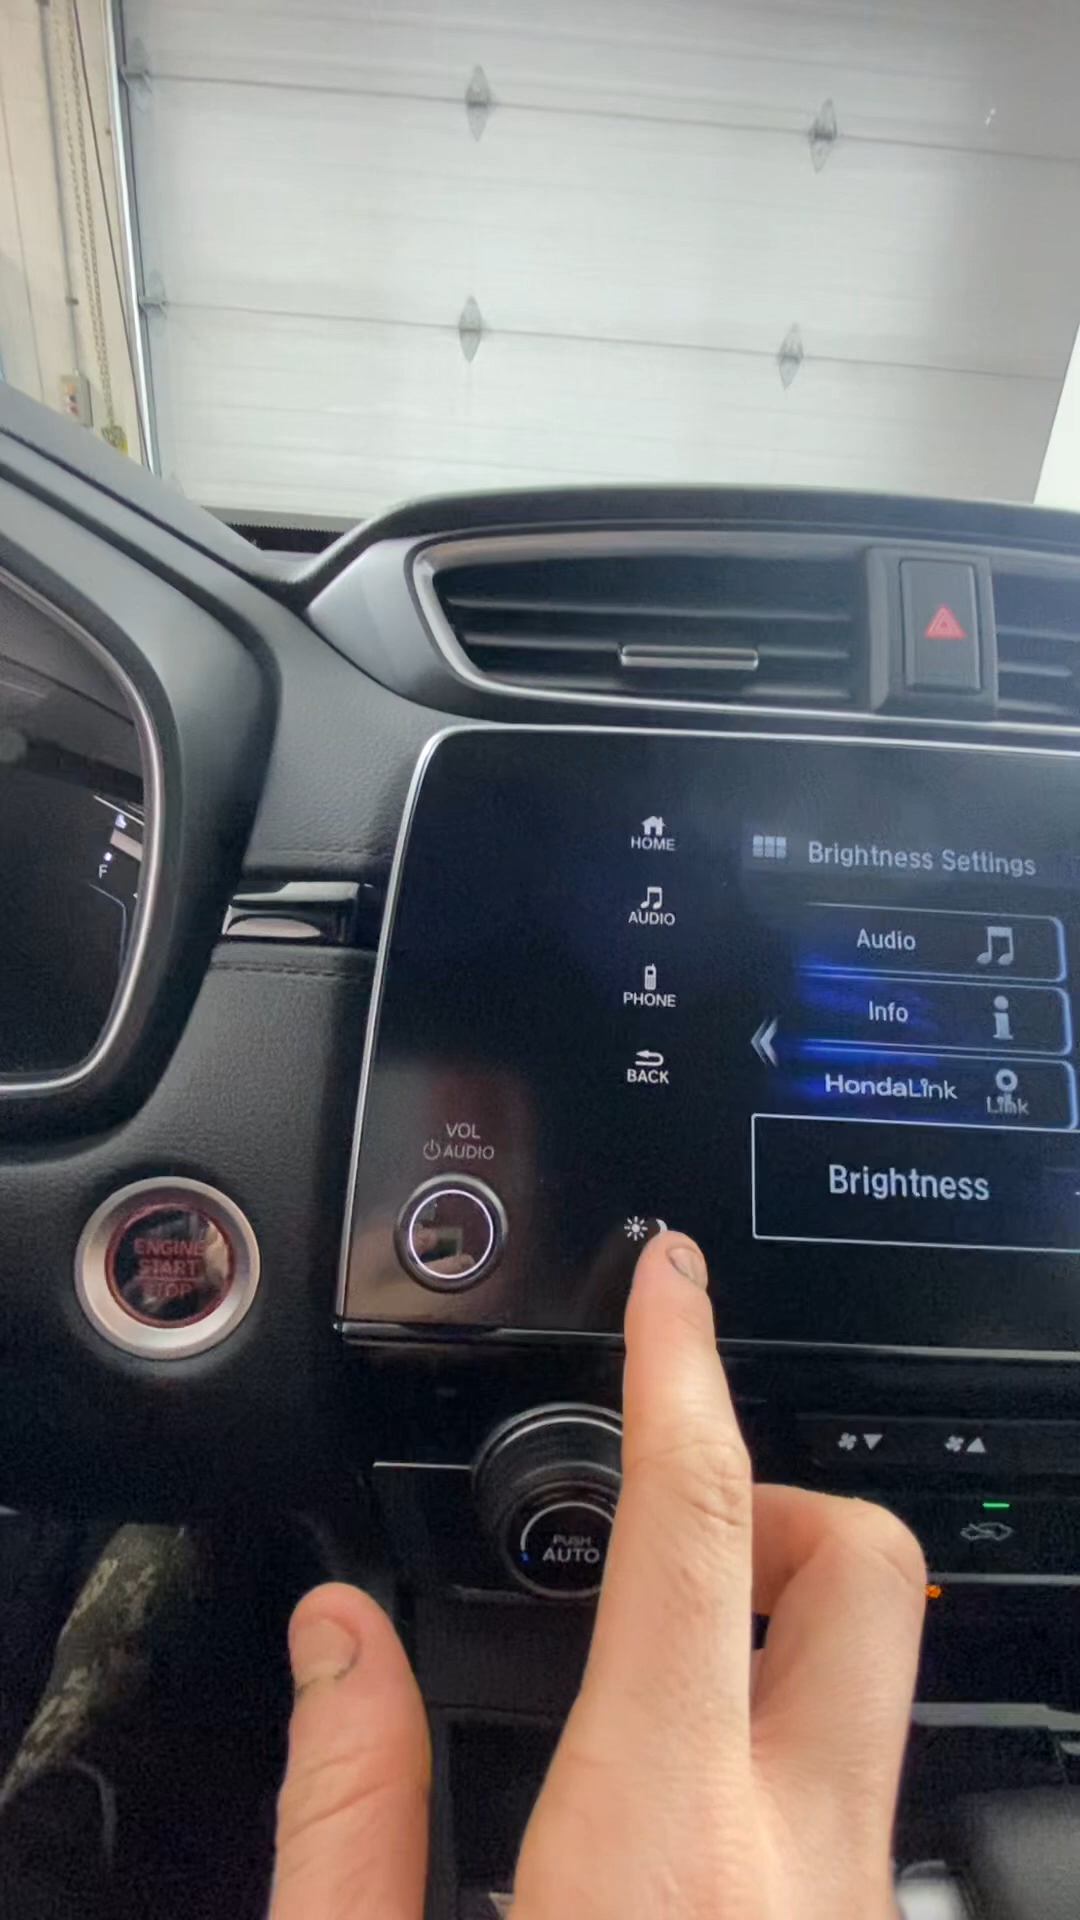 F
HOME
AUDIO
PHONE
BACK
VOL
AUDIO
Brightness Settings
Audio
Info
HondaLink
Link
Brightness
ENGINE
START
STOP
PUSH
AUTO